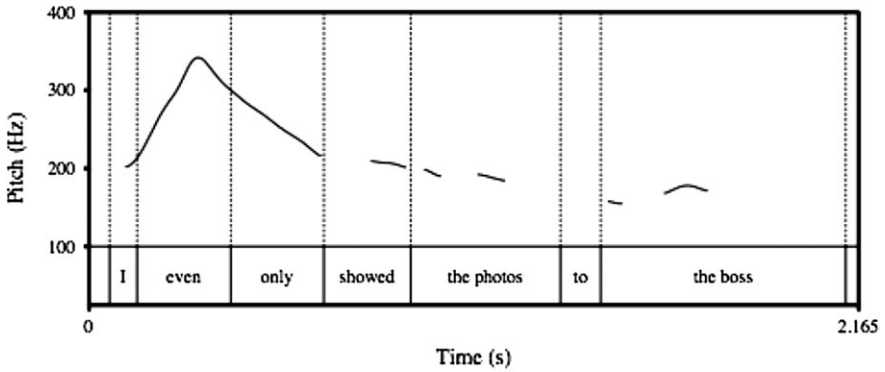 400
300
200
100
Pitch (Hz)
I even only showed the photos to the boss
0 2.165
Time (s)